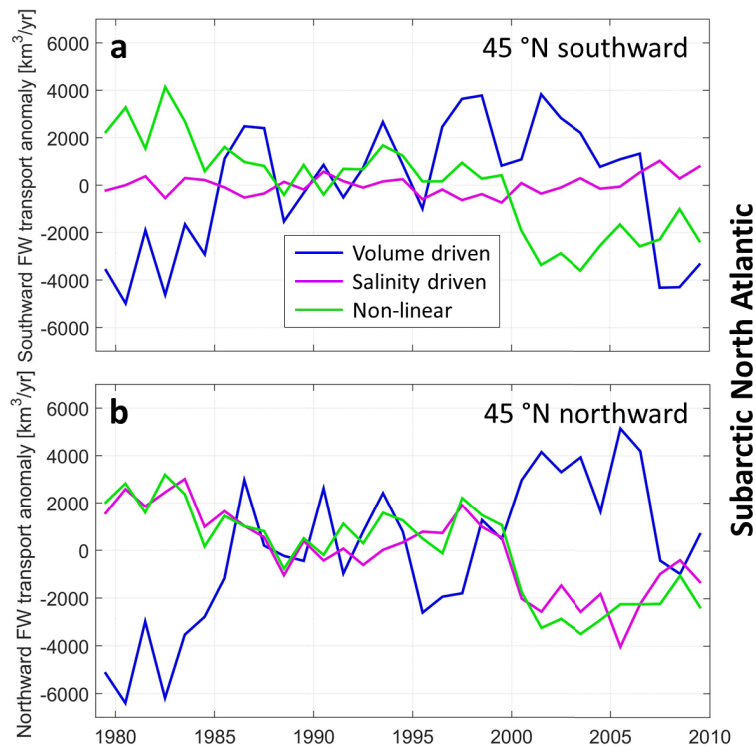 a
45 °N southward
Southward FW transport anomaly [km³/yr]
6000
4000
2000
0
-2000
-4000
-6000
Volume driven
Salinity driven
Non-linear
b
45 °N northward
Northward FW transport anomaly [km³/yr]
6000
4000
2000
0
-2000
-4000
-6000
1980
1985
1990
1995
2000
2005
2010
Subarctic North Atlantic